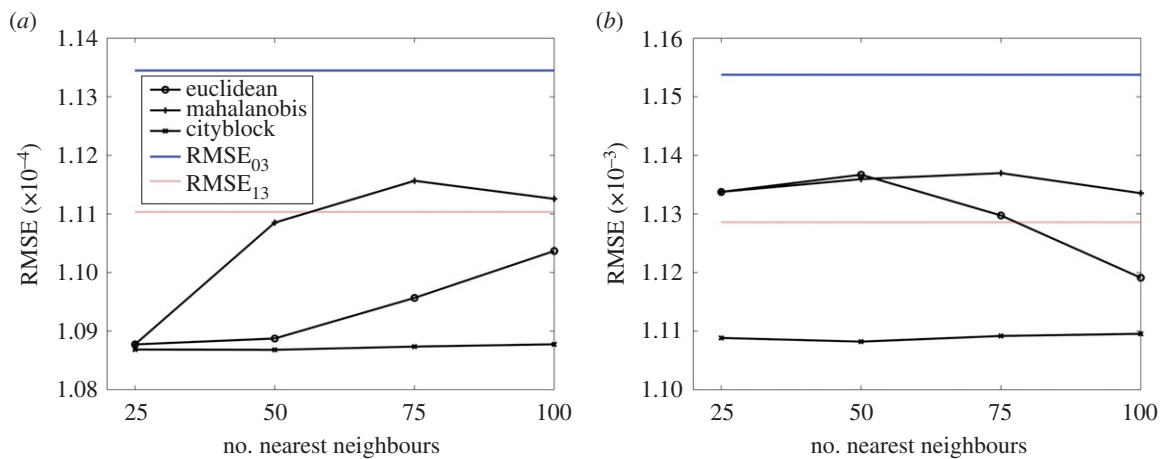 (a)
1.14
1.13
1.12
1.11
1.10
1.09
1.08
RMSE (×10⁻⁴)
euclidean
mahalanobis
cityblock
RMSE₀₃
RMSE₁₃
25 50 75 100
no. nearest neighbours
(b)
1.16
1.15
1.14
1.13
1.12
1.11
1.10
RMSE (×10⁻³)
25 50 75 100
no. nearest neighbours